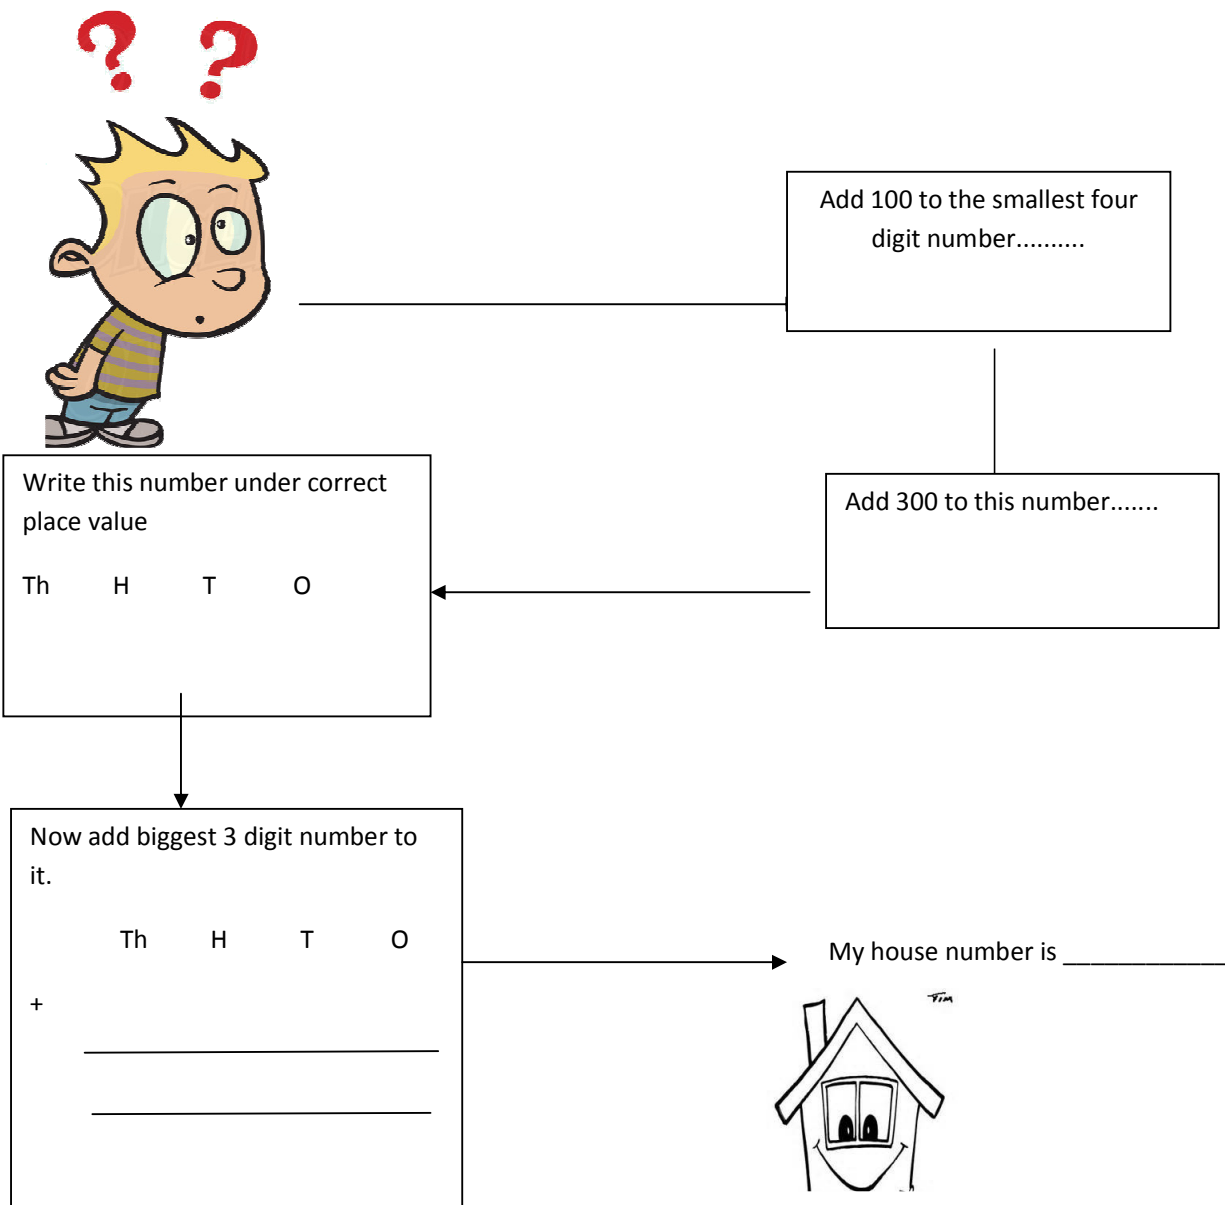 ? ?
Add 100 to the smallest four
digit number..........
Add 300 to this number.......
Write this number under correct
place value
Th H T O
Now add biggest 3 digit number to
it.
Th H T O
+
My house number is ____________
Tim